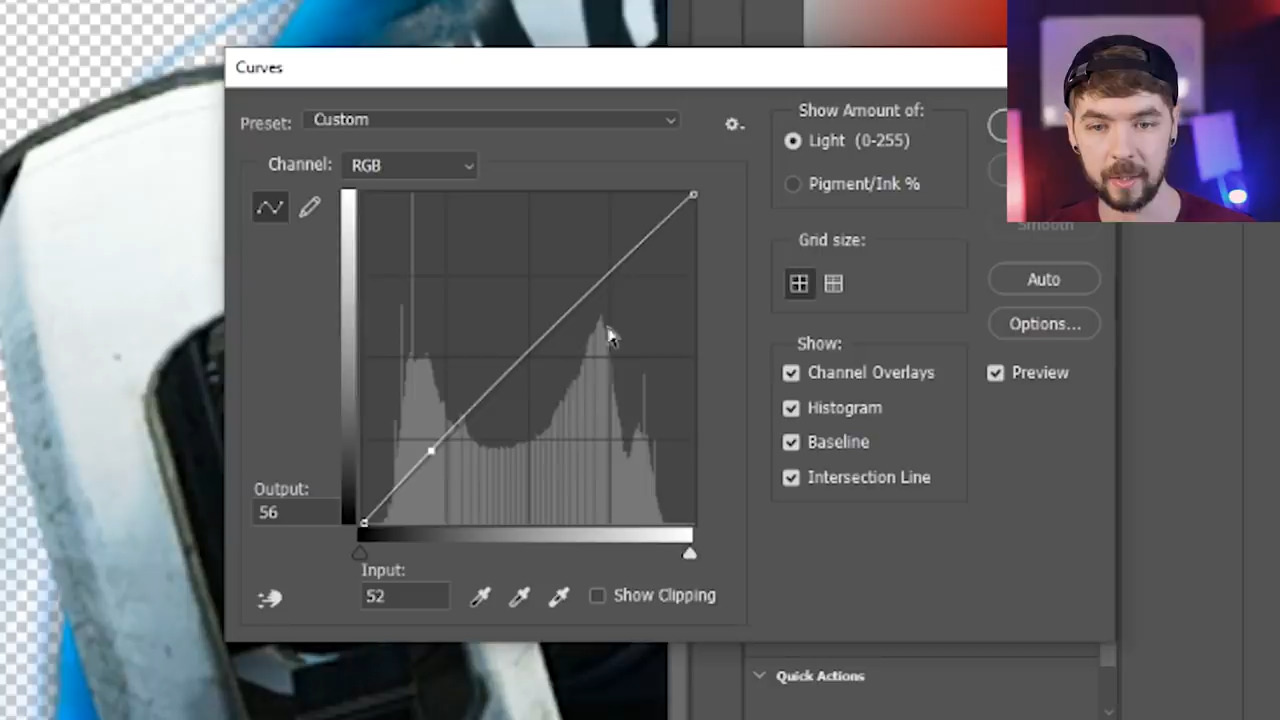 Curves
Preset: Custom
Channel: RGB
Output:
56
Input:
52
Show Clipping
Show Amount of:
Light (0-255)
Pigment/Ink %
Grid size:
Show:
Channel Overlays
Histogram
Baseline
Intersection Line
Smooth
Auto
Options...
Preview
Quick Actions